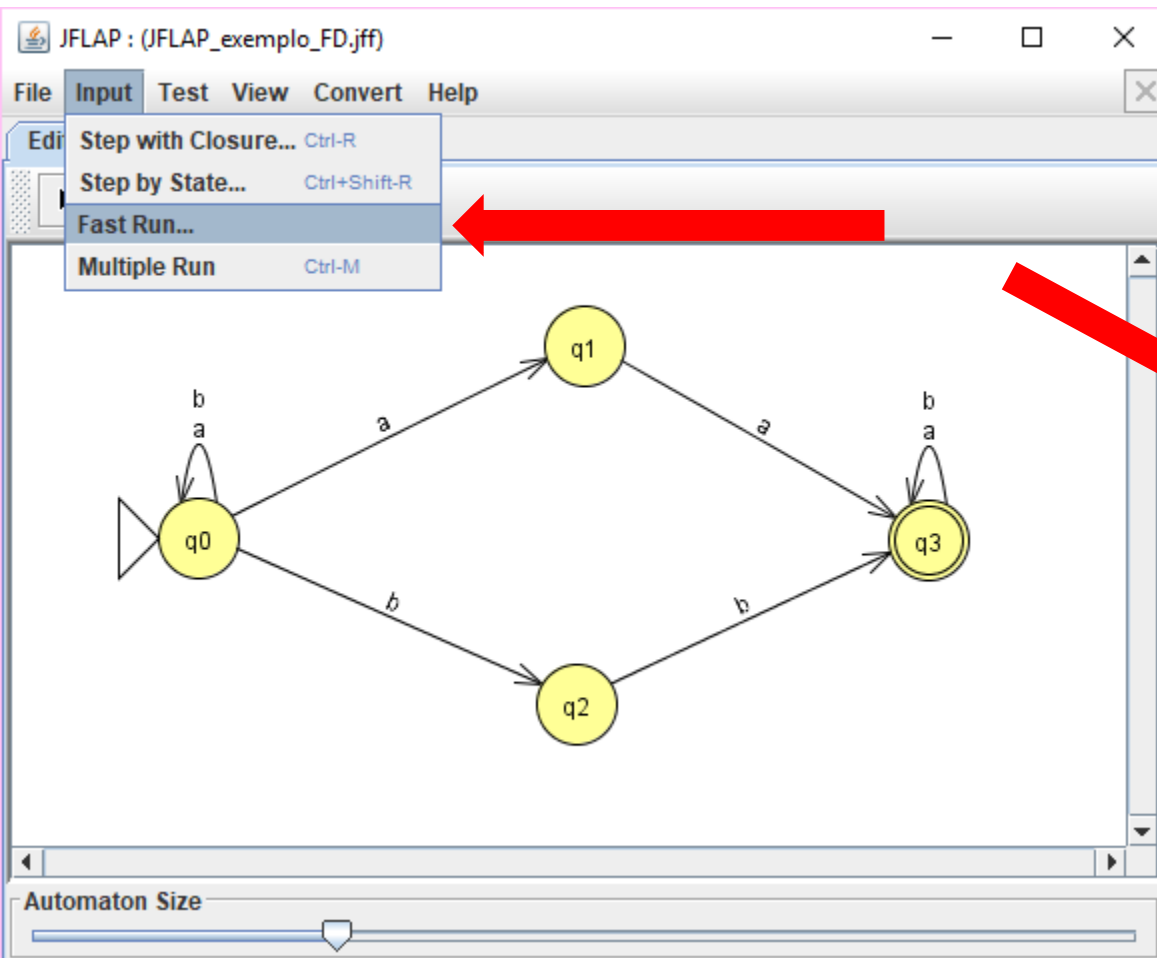 JFLAP : (JFLAP_exemplo_FD.jff)
File Input Test View Convert Help
Step with Closure... Ctrl-R
Step by State... Ctrl+Shift-R
Fast Run...
Multiple Run Ctrl-M
q1
b
a
a
a
b
a
q0
q3
b
b
q2
Automaton Size